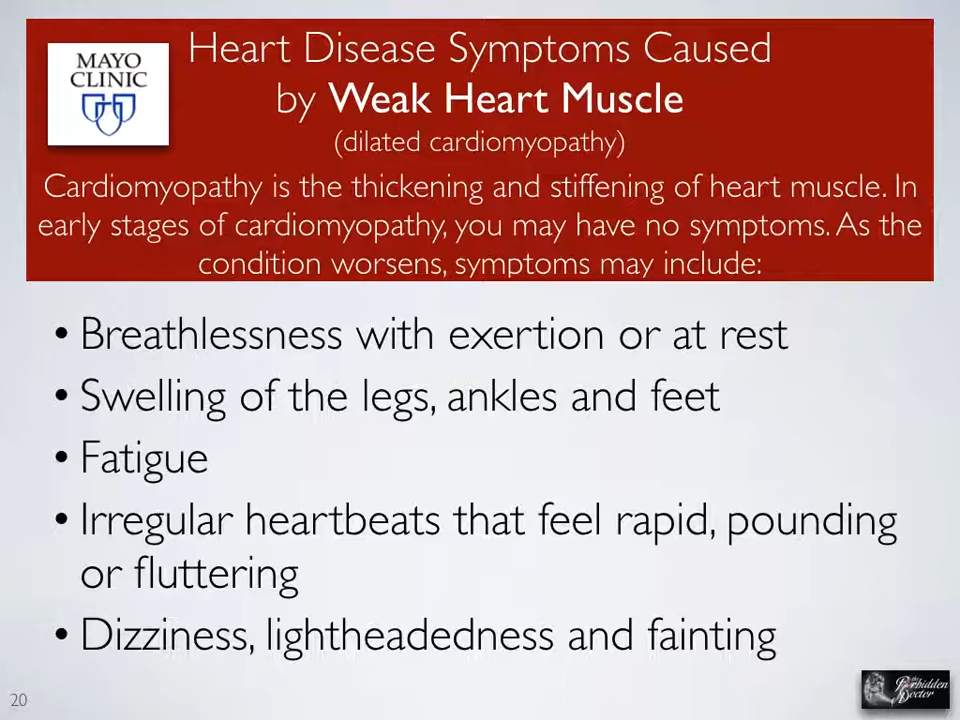 MAYO
CLINIC
Heart Disease Symptoms Caused
by Weak Heart Muscle
(dilated cardiomyopathy)
Cardiomyopathy is the thickening and stiffening of heart muscle. In
early stages of cardiomyopathy, you may have no symptoms. As the
condition worsens, symptoms may include:
• Breathlessness with exertion or at rest
• Swelling of the legs, ankles and feet
• Fatigue
• Irregular heartbeats that feel rapid, pounding
or fluttering
• Dizziness, lightheadedness and fainting
20
the
Forbidden
Doctor